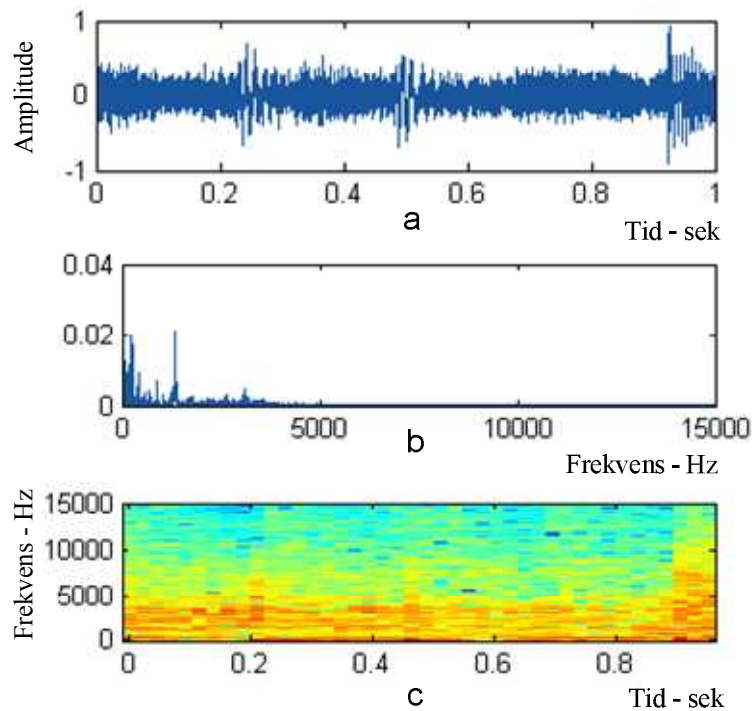 1
Amplitude
0
-1
0 0.2 0.4 0.6 0.8 1
a
Tid - sek
0.04
0.02
0
0 5000 10000 15000
b
Frekvens - Hz
15000
Frekvens - Hz
10000
5000
0
0 0.2 0.4 0.6 0.8
c
Tid - sek